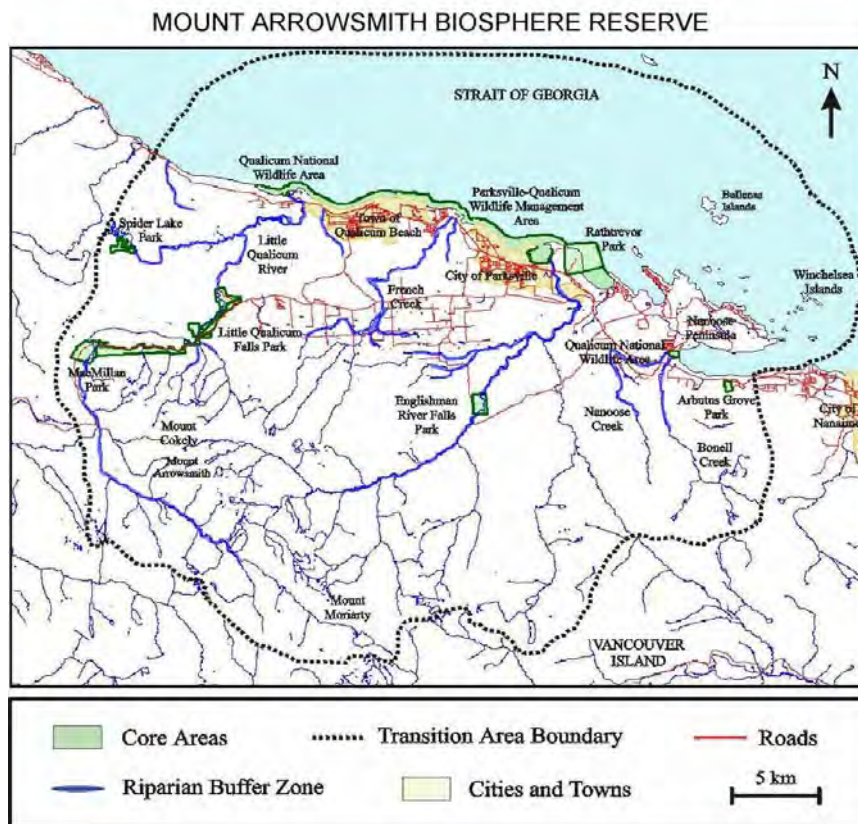 MOUNT ARROWSMITH BIOSPHERE RESERVE
N
STRAIT OF GEORGIA
Qualicum National
Wildlife Area
Parksville-Qualicum
Wildlife Management
Area
Ballenas
Islands
Rathtrevor
Park
Spider Lake
Park
Town of
Qualicum Beach
Little
Qualicum
River
City of Parksville
Winchelsea
Islands
French
Creek
Nanoose
Peninsula
Little Qualicum
Falls Park
Qualicum National
Wildlife Area
MacMillan
Park
Englishman
River Falls
Park
Arbutus Grove
Park
City of
Nanaimo
Nanoose
Creek
Mount
Cokely
Bonell
Creek
Mount
Arrowsmith
Mount
Moriarty
VANCOUVER
ISLAND
Core Areas
Transition Area Boundary
Roads
Riparian Buffer Zone
Cities and Towns
5 km